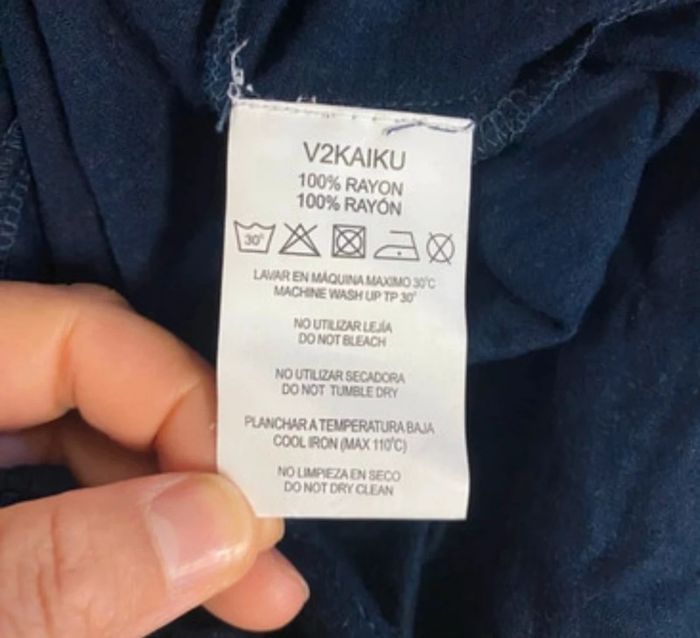 V2KAIKU
100% RAYON
100% RAYÓN
30°
LAVAR EN MÁQUINA MAXIMO 30°C
MACHINE WASH UP TP 30°
NO UTILIZAR LEJÍA
DO NOT BLEACH
NO UTILIZAR SECADORA
DO NOT TUMBLE DRY
PLANCHAR A TEMPERATURA BAJA
COOL IRON (MAX 110°C)
NO LIMPIEZA EN SECO
DO NOT DRY CLEAN